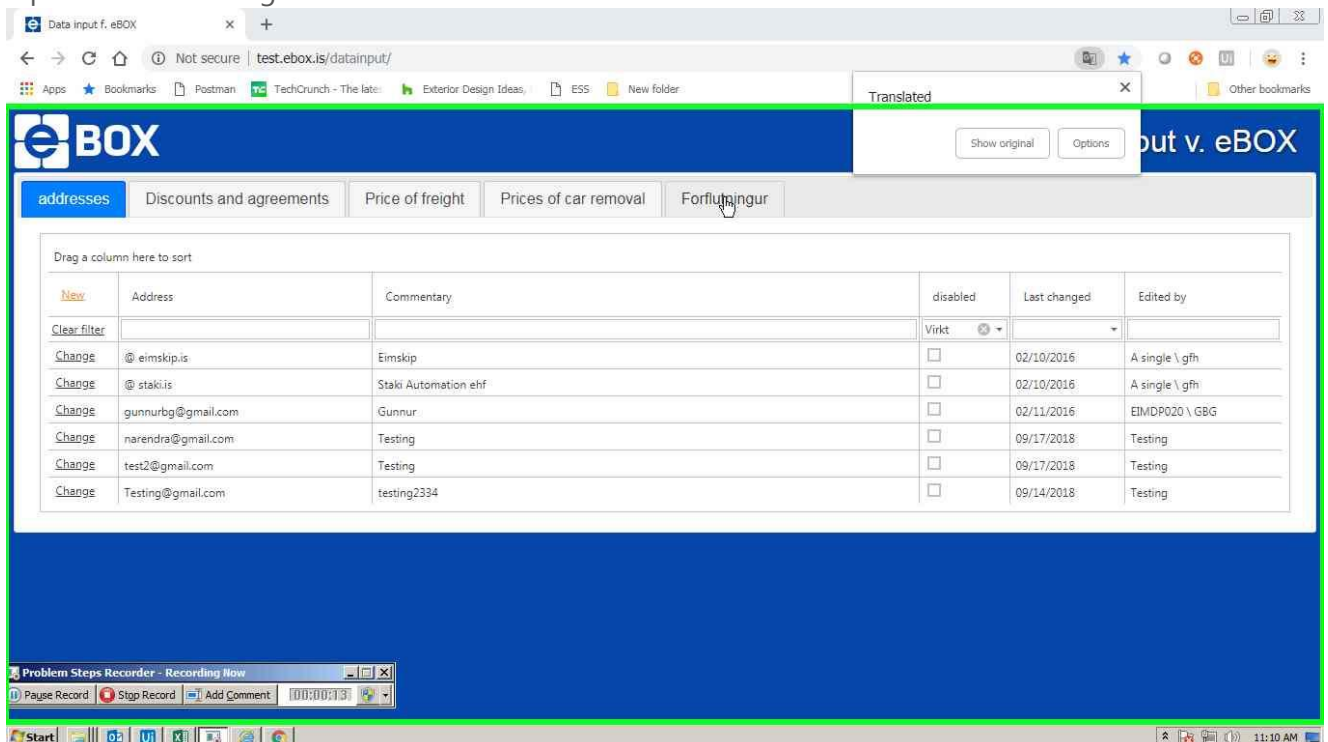 Data input f. eBOX
Not secure | test.ebox.is/datainput/
Apps Bookmarks Postman TechCrunch - The late Exterior Design Ideas, ESS New folder Other bookmarks
Translated
Show original Options
eBOX
put v. eBOX
addresses Discounts and agreements Price of freight Prices of car removal Forflutningur
Drag a column here to sort
New Address Commentary disabled Last changed Edited by
Clear filter Virkt
Change @ eimskip.is Eimskip 02/10/2016 A single \ gfh
Change @ staki.is Staki Automation ehf 02/10/2016 A single \ gfh
Change gunnurbg@gmail.com Gunnur 02/11/2016 EIMDP020 \ GBG
Change narendra@gmail.com Testing 09/17/2018 Testing
Change test2@gmail.com Testing 09/17/2018 Testing
Change Testing@gmail.com testing2334 09/14/2018 Testing
Problem Steps Recorder - Recording Now
Pause Record Stop Record Add Comment 00:00:13
Start 11:10 AM